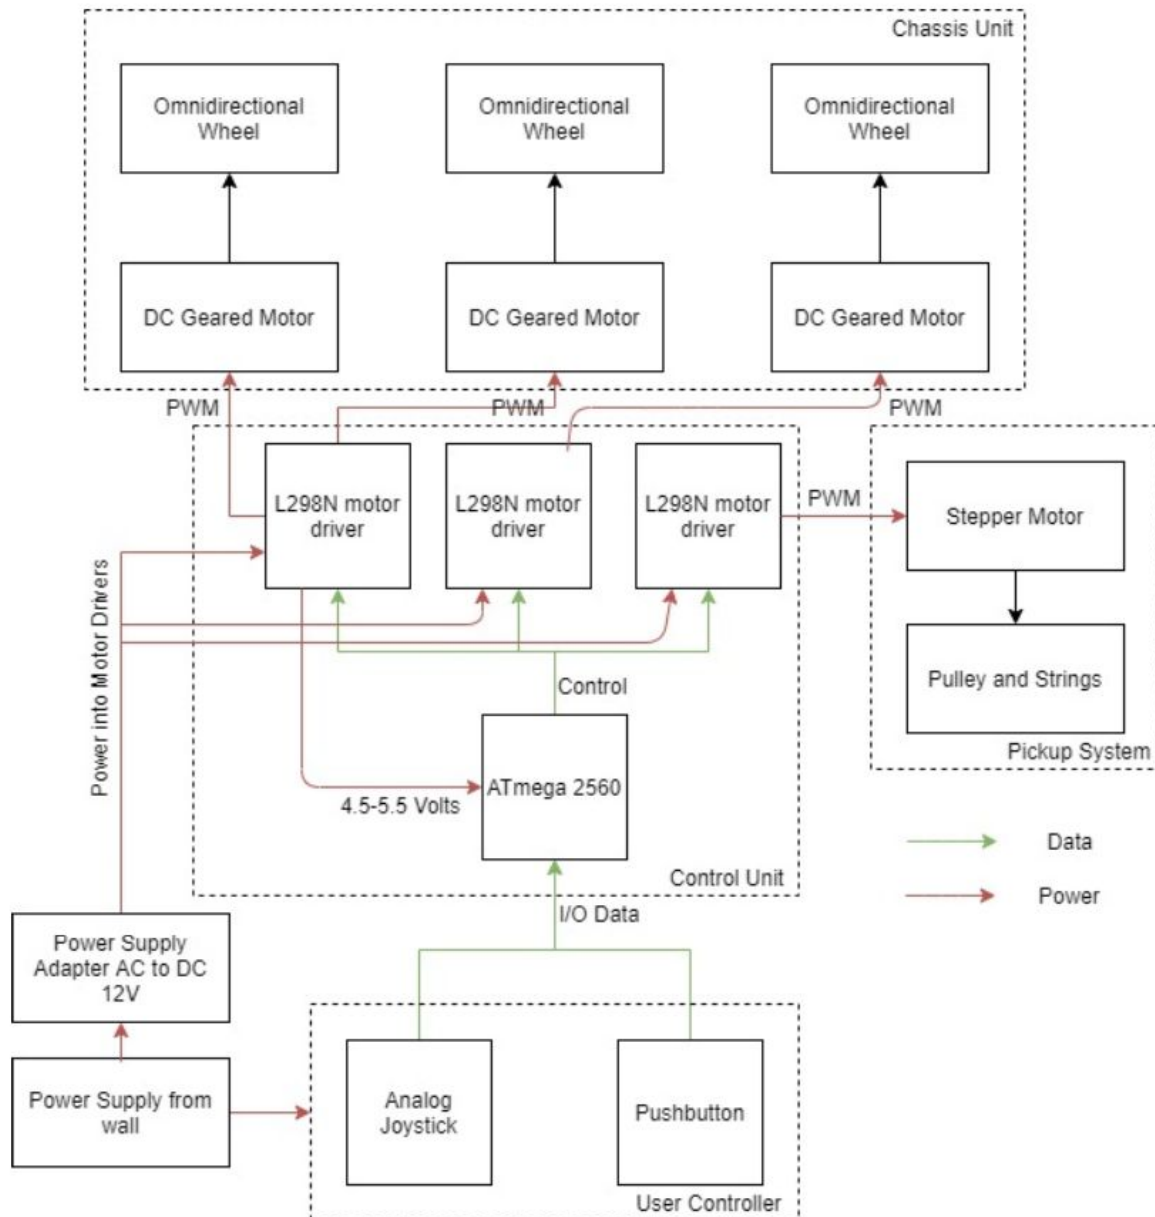 Chassis Unit
Omnidirectional
Wheel
Omnidirectional
Wheel
Omnidirectional
Wheel
DC Geared Motor
DC Geared Motor
DC Geared Motor
PWM
PWM
PWM
L298N motor
driver
L298N motor
driver
L298N motor
driver
PWM
Stepper Motor
Pulley and Strings
Pickup System
Power into Motor Drivers
Control
ATmega 2560
4.5-5.5 Volts
Control Unit
Data
Power
I/O Data
Power Supply
Adapter AC to DC
12V
Power Supply from
wall
Analog
Joystick
Pushbutton
User Controller